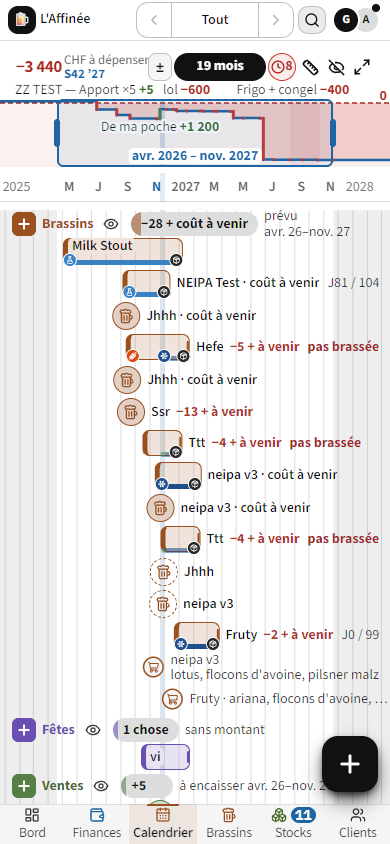 L'Affinée
Tout
G
A
−3 440
CHF à dépenser
S42 ’27
±
19 mois
8
ZZ TEST — Apport ×5 +5
lol −600
Frigo + congel −400
0
De ma poche +1 200
avr. 2026 – nov. 2027
2025 M J S N 2027 M M J S N 2028
Brassins
−28 + coût à venir
prévu
avr. 26–nov. 27
Milk Stout
NEIPA Test · coût à venir J81 / 104
Jhhh · coût à venir
Hefe −5 + à venir pas brassée
Jhhh · coût à venir
Ssr −13 + à venir
Ttt −4 + à venir pas brassée
neipa v3 · coût à venir
neipa v3 · coût à venir
Ttt −4 + à venir pas brassée
Jhhh
neipa v3
Fruty −2 + à venir J0 / 99
neipa v3
lotus, flocons d'avoine, pilsner malz
Fruty · ariana, flocons d'avoine, …
Fêtes
1 chose
sans montant
vi
Ventes
+5
à encaisser avr. 26–nov. 2
Bord
Finances
Calendrier
Brassins
Stocks
11
Clients